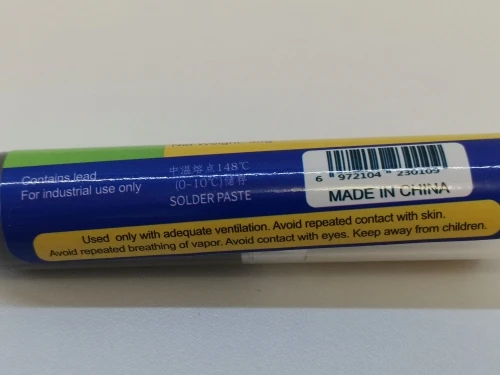 Contains lead
For industrial use only
中温熔点148℃
(0-10℃)储存
SOLDER PASTE
6 972104 230109
MADE IN CHINA
Used only with adequate ventilation. Avoid repeated contact with skin.
Avoid repeated breathing of vapor. Avoid contact with eyes. Keep away from children.